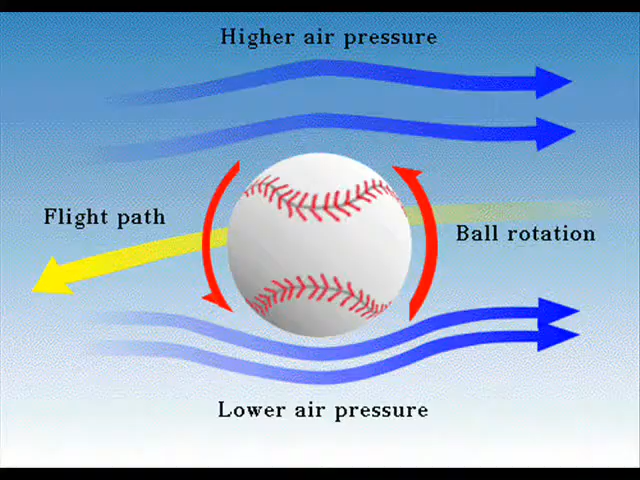 Higher air pressure
Flight path
Ball rotation
Lower air pressure